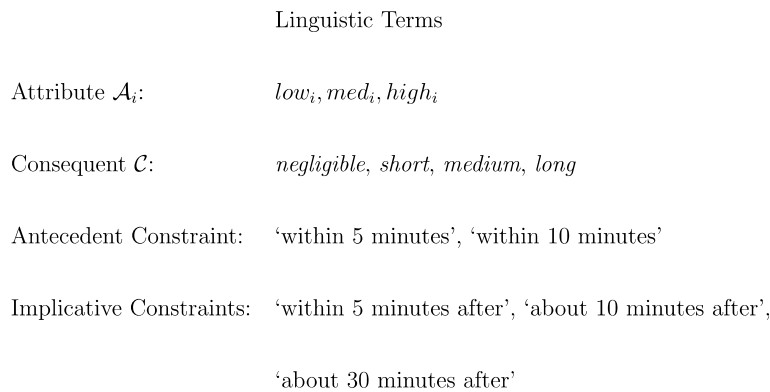 Linguistic Terms
Attribute 𝒜ᵢ: lowᵢ, medᵢ, highᵢ
Consequent 𝒞: negligible, short, medium, long
Antecedent Constraint: ‘within 5 minutes’, ‘within 10 minutes’
Implicative Constraints: ‘within 5 minutes after’, ‘about 10 minutes after’,
‘about 30 minutes after’